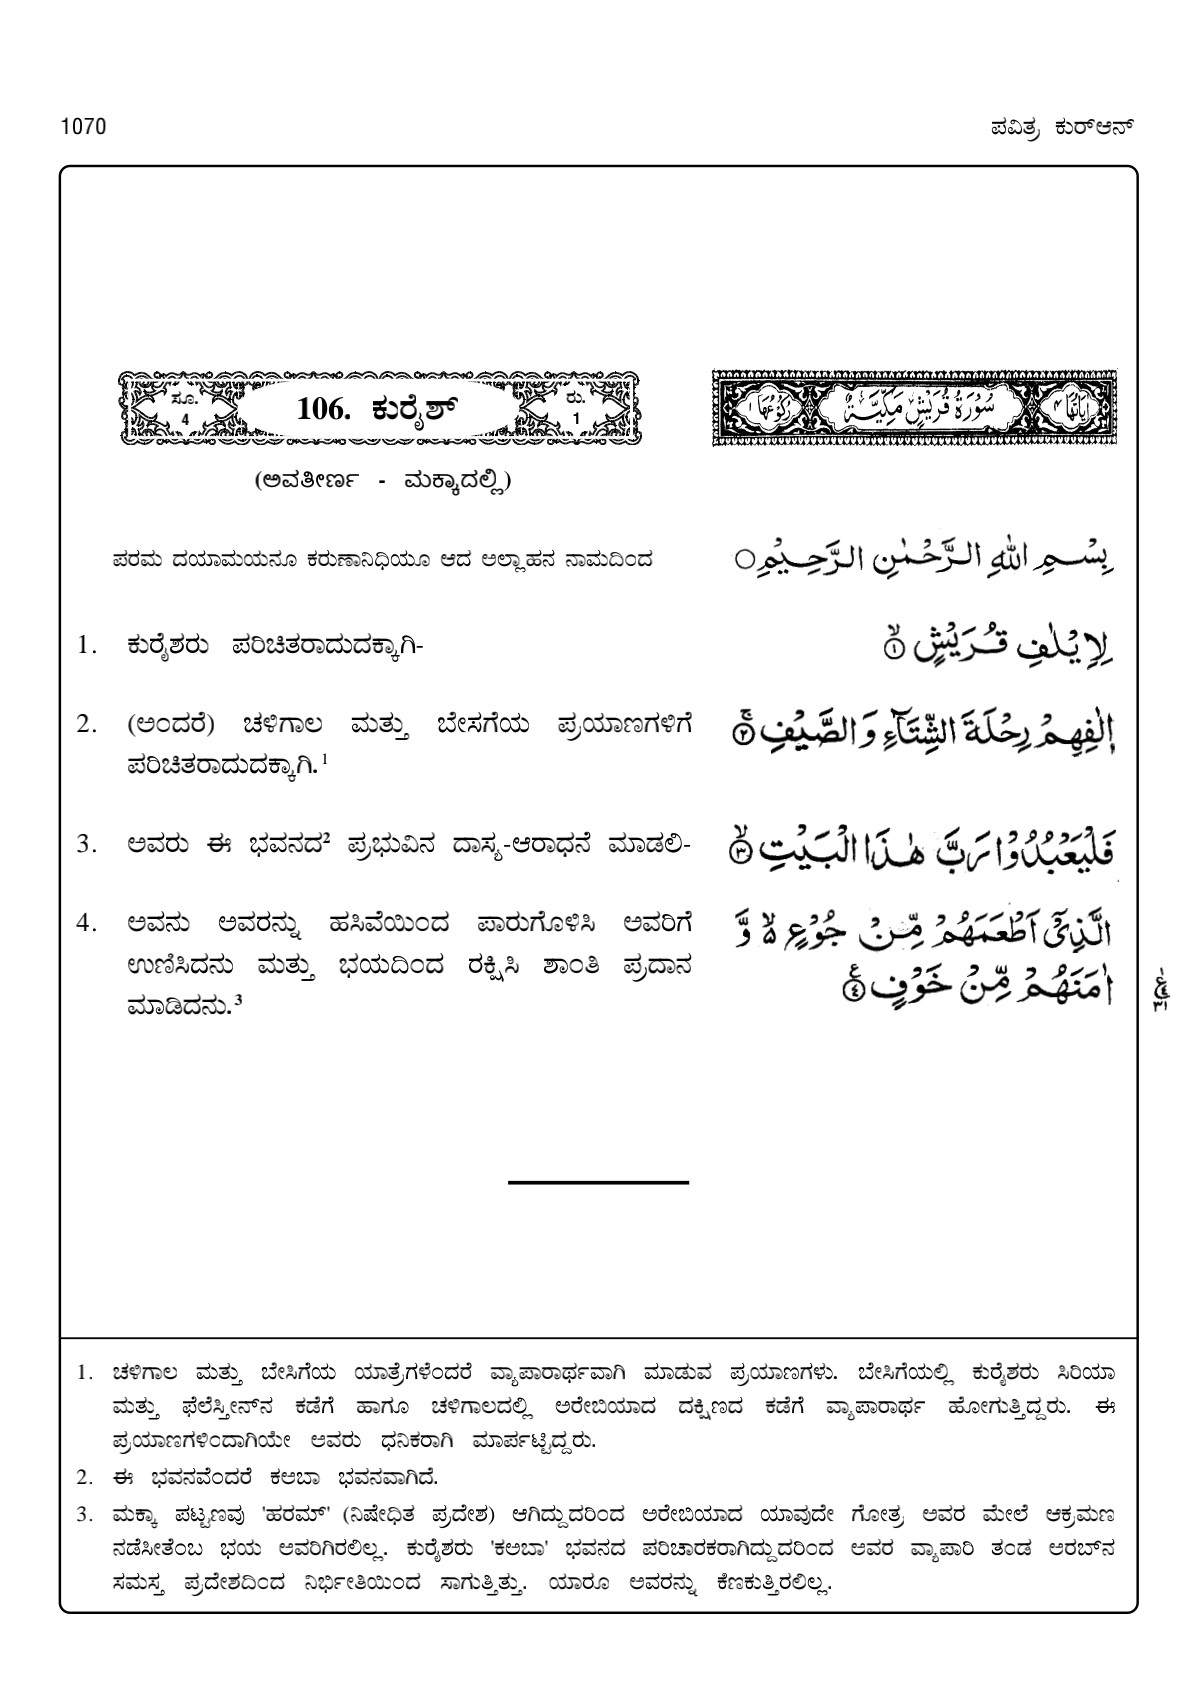 1070
ಪವಿತ್ರ ಕುರ್‌ಆನ್
ಸೂ.
4
106. ಕುರೈಶ್
ರು.
1
اٰيَاتُهَا ٤
سُوْرَةُ قُرَيْشٍ مَكِّيَّةٌ
رُكُوْعُهَا ١
(ಅವತೀರ್ಣ - ಮಕ್ಕಾದಲ್ಲಿ)
ಪರಮ ದಯಾಮಯನೂ ಕರುಣಾನಿಧಿಯೂ ಆದ ಅಲ್ಲಾಹನ ನಾಮದಿಂದ
بِسْمِ اللّٰهِ الرَّحْمٰنِ الرَّحِيْمِ
1. ಕುರೈಶರು ಪರಿಚಿತರಾದುದಕ್ಕಾಗಿ-
لِاِيْلٰفِ قُرَيْشٍ ۙ﴿١﴾
2. (ಅಂದರೆ) ಚಳಿಗಾಲ ಮತ್ತು ಬೇಸಗೆಯ ಪ್ರಯಾಣಗಳಿಗೆ
ಪರಿಚಿತರಾದುದಕ್ಕಾಗಿ.1
اٖلٰفِهِمْ رِحْلَةَ الشِّتَآءِ وَالصَّيْفِ ۚ﴿٢﴾
3. ಅವರು ಈ ಭವನದ2 ಪ್ರಭುವಿನ ದಾಸ್ಯ-ಆರಾಧನೆ ಮಾಡಲಿ-
فَلْيَعْبُدُوْا رَبَّ هٰذَا الْبَيْتِ ۙ﴿٣﴾
4. ಅವನು ಅವರನ್ನು ಹಸಿವೆಯಿಂದ ಪಾರುಗೊಳಿಸಿ ಅವರಿಗೆ
ಉಣಿಸಿದನು ಮತ್ತು ಭಯದಿಂದ ರಕ್ಷಿಸಿ ಶಾಂತಿ ಪ್ರದಾನ
ಮಾಡಿದನು.3
الَّذِيْٓ اَطْعَمَهُمْ مِّنْ جُوْعٍ ۙ وَّ
اٰمَنَهُمْ مِّنْ خَوْفٍ ﴿٤﴾
1. ಚಳಿಗಾಲ ಮತ್ತು ಬೇಸಿಗೆಯ ಯಾತ್ರೆಗಳೆಂದರೆ ವ್ಯಾಪಾರಾರ್ಥವಾಗಿ ಮಾಡುವ ಪ್ರಯಾಣಗಳು. ಬೇಸಿಗೆಯಲ್ಲಿ ಕುರೈಶರು ಸಿರಿಯಾ
ಮತ್ತು ಫೆಲೆಸ್ತೀನ್‌ನ ಕಡೆಗೆ ಹಾಗೂ ಚಳಿಗಾಲದಲ್ಲಿ ಅರೇಬಿಯಾದ ದಕ್ಷಿಣದ ಕಡೆಗೆ ವ್ಯಾಪಾರಾರ್ಥ ಹೋಗುತ್ತಿದ್ದರು. ಈ
ಪ್ರಯಾಣಗಳಿಂದಾಗಿಯೇ ಅವರು ಧನಿಕರಾಗಿ ಮಾರ್ಪಟ್ಟಿದ್ದರು.
2. ಈ ಭವನವೆಂದರೆ ಕಅಬಾ ಭವನವಾಗಿದೆ.
3. ಮಕ್ಕಾ ಪಟ್ಟಣವು 'ಹರಮ್' (ನಿಷೇಧಿತ ಪ್ರದೇಶ) ಆಗಿದ್ದುದರಿಂದ ಅರೇಬಿಯಾದ ಯಾವುದೇ ಗೋತ್ರ ಅವರ ಮೇಲೆ ಆಕ್ರಮಣ
ನಡೆಸೀತೆಂಬ ಭಯ ಅವರಿಗಿರಲಿಲ್ಲ. ಕುರೈಶರು 'ಕಅಬಾ' ಭವನದ ಪರಿಚಾರಕರಾಗಿದ್ದುದರಿಂದ ಅವರ ವ್ಯಾಪಾರಿ ತಂಡ ಅರಬ್‌ನ
ಸಮಸ್ತ ಪ್ರದೇಶದಿಂದ ನಿರ್ಭೀತಿಯಿಂದ ಸಾಗುತ್ತಿತ್ತು. ಯಾರೂ ಅವರನ್ನು ಕೆಣಕುತ್ತಿರಲಿಲ್ಲ.